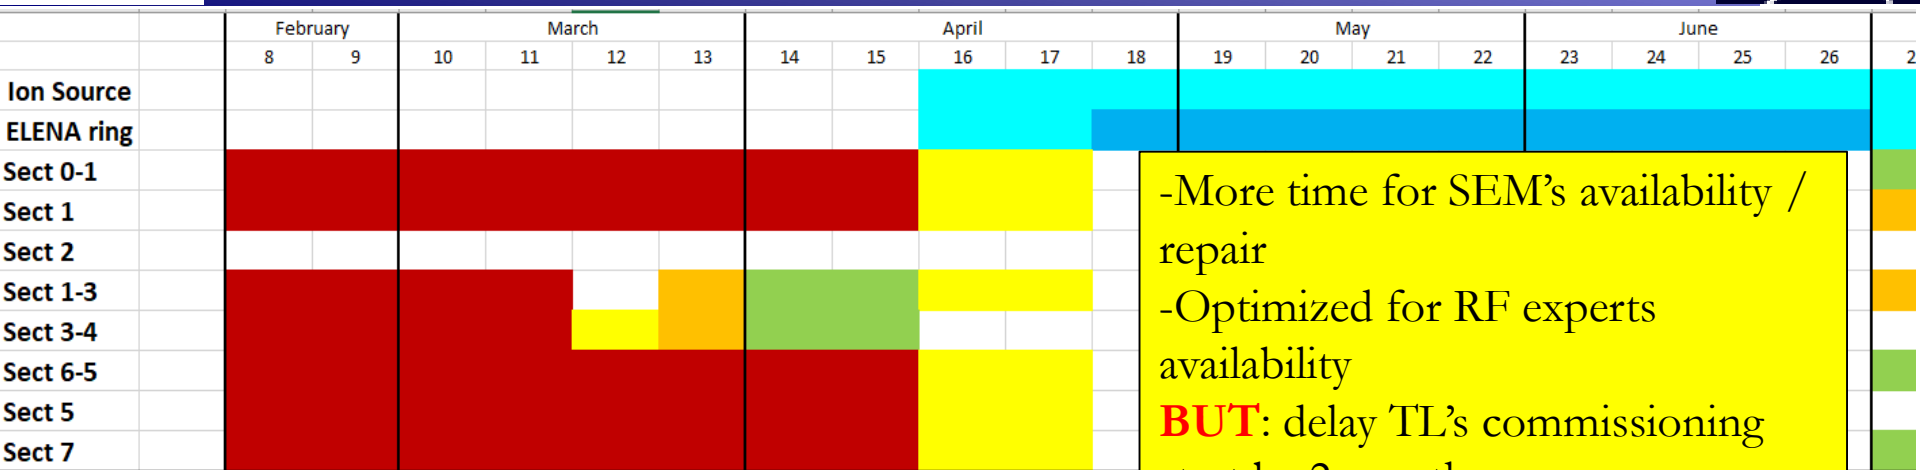 February March April May June
8 9 10 11 12 13 14 15 16 17 18 19 20 21 22 23 24 25 26 2
Ion Source
ELENA ring
Sect 0-1
Sect 1
Sect 2
Sect 1-3
Sect 3-4
Sect 6-5
Sect 5
Sect 7
-More time for SEM’s availability /
repair
-Optimized for RF experts
availability
BUT: delay TL’s commissioning